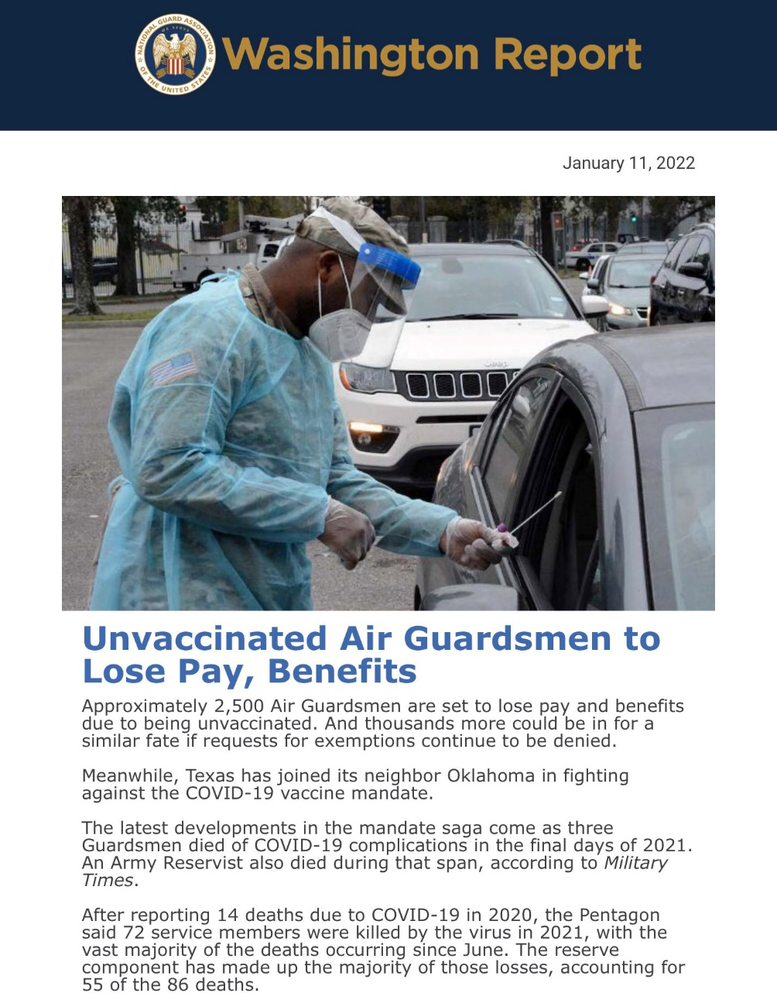 NATIONAL GUARD ASSOCIATION
WE SERVE
OF THE UNITED STATES
Washington Report
January 11, 2022
Jeep
Unvaccinated Air Guardsmen to
Lose Pay, Benefits
Approximately 2,500 Air Guardsmen are set to lose pay and benefits
due to being unvaccinated. And thousands more could be in for a
similar fate if requests for exemptions continue to be denied.
Meanwhile, Texas has joined its neighbor Oklahoma in fighting
against the COVID-19 vaccine mandate.
The latest developments in the mandate saga come as three
Guardsmen died of COVID-19 complications in the final days of 2021.
An Army Reservist also died during that span, according to Military
Times.
After reporting 14 deaths due to COVID-19 in 2020, the Pentagon
said 72 service members were killed by the virus in 2021, with the
vast majority of the deaths occurring since June. The reserve
component has made up the majority of those losses, accounting for
55 of the 86 deaths.